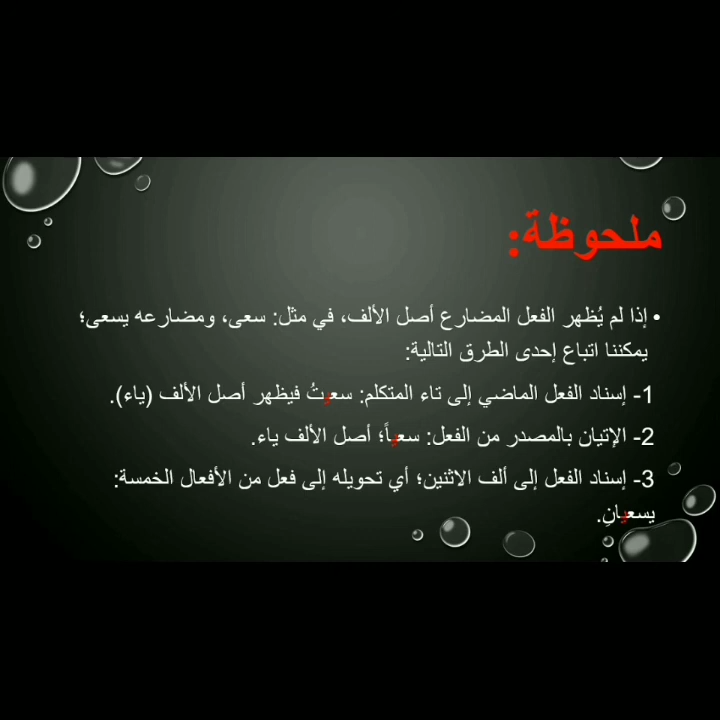 ملحوظة:
• إذا لم يُظهر الفعل المضارع أصل الألف، في مثل: سعى، ومضارعه يسعى؛
يمكننا اتباع إحدى الطرق التالية:
1- إسناد الفعل الماضي إلى تاء المتكلم: سعيتُ فيظهر أصل الألف (ياء).
2- الإتيان بالمصدر من الفعل: سعياً؛ أصل الألف ياء.
3- إسناد الفعل إلى ألف الاثنين؛ أي تحويله إلى فعل من الأفعال الخمسة:
يسعيانِ.